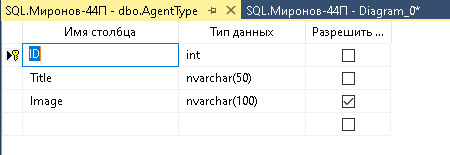 SQL.Миронов-44П - dbo.AgentType SQL.Миронов-44П - Diagram_0*
Имя столбца Тип данных Разрешить ...
ID int
Title nvarchar(50)
Image nvarchar(100)